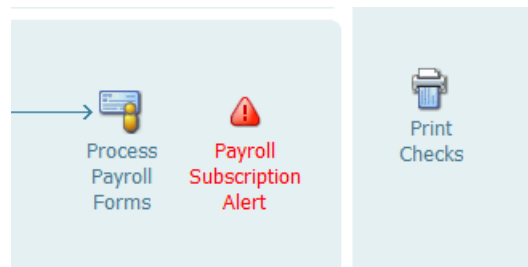 Process
Payroll
Forms
Payroll
Subscription
Alert
Print
Checks